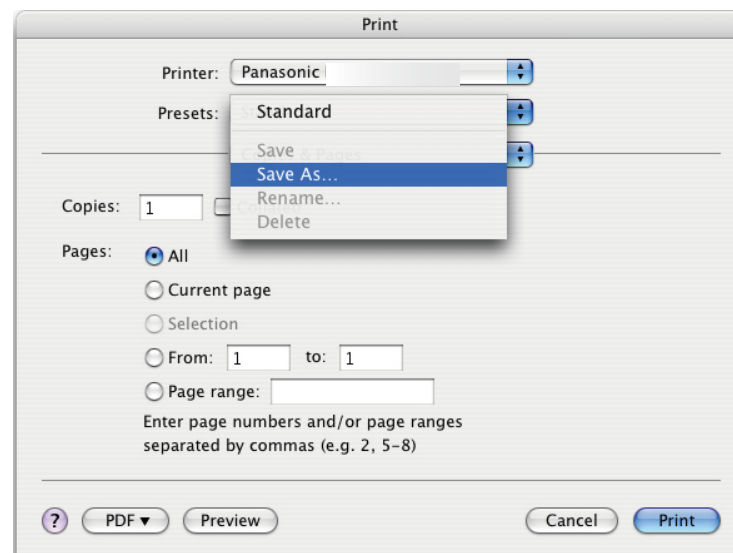 Print
Printer: Panasonic
Presets: Standard
Save
Copies & Pages
Save As...
Rename...
Delete
Copies: 1
Pages: All
Current page
Selection
From: 1 to: 1
Page range:
Enter page numbers and/or page ranges
separated by commas (e.g. 2, 5-8)
? PDF▼ Preview Cancel Print